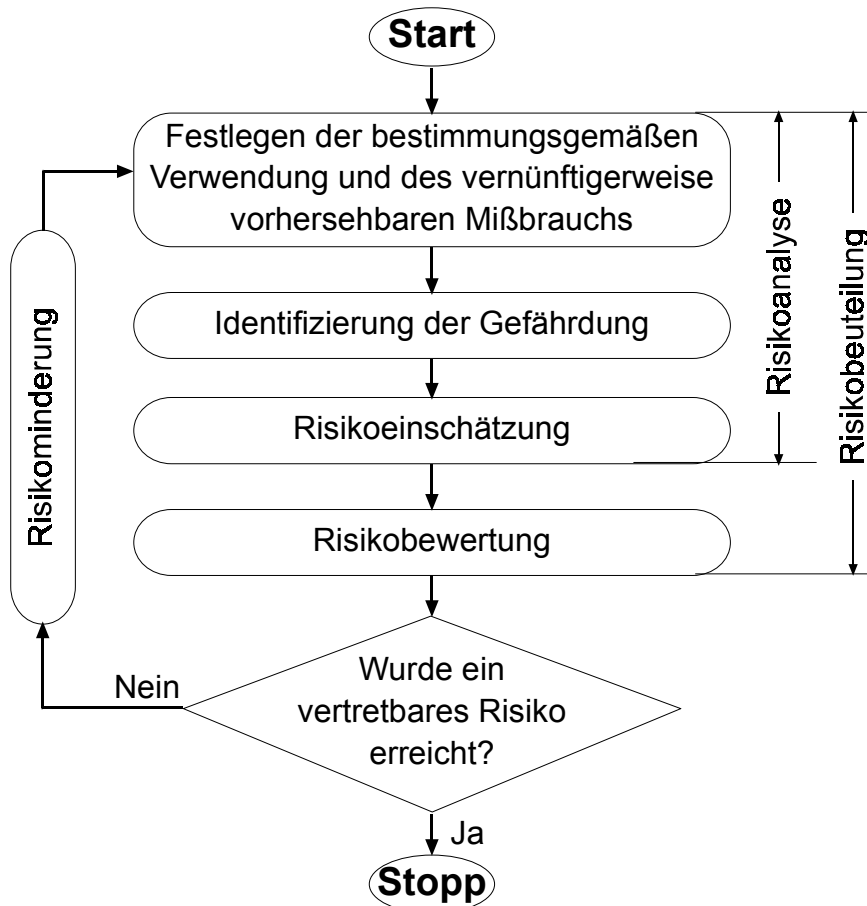 Start
Festlegen der bestimmungsgemäßen
Verwendung und des vernünftigerweise
vorhersehbaren Mißbrauchs
Identifizierung der Gefährdung
Risikoeinschätzung
Risikobewertung
Wurde ein
vertretbares Risiko
erreicht?
Nein
Ja
Stopp
Risikominderung
Risikoanalyse
Risikobeuteilung